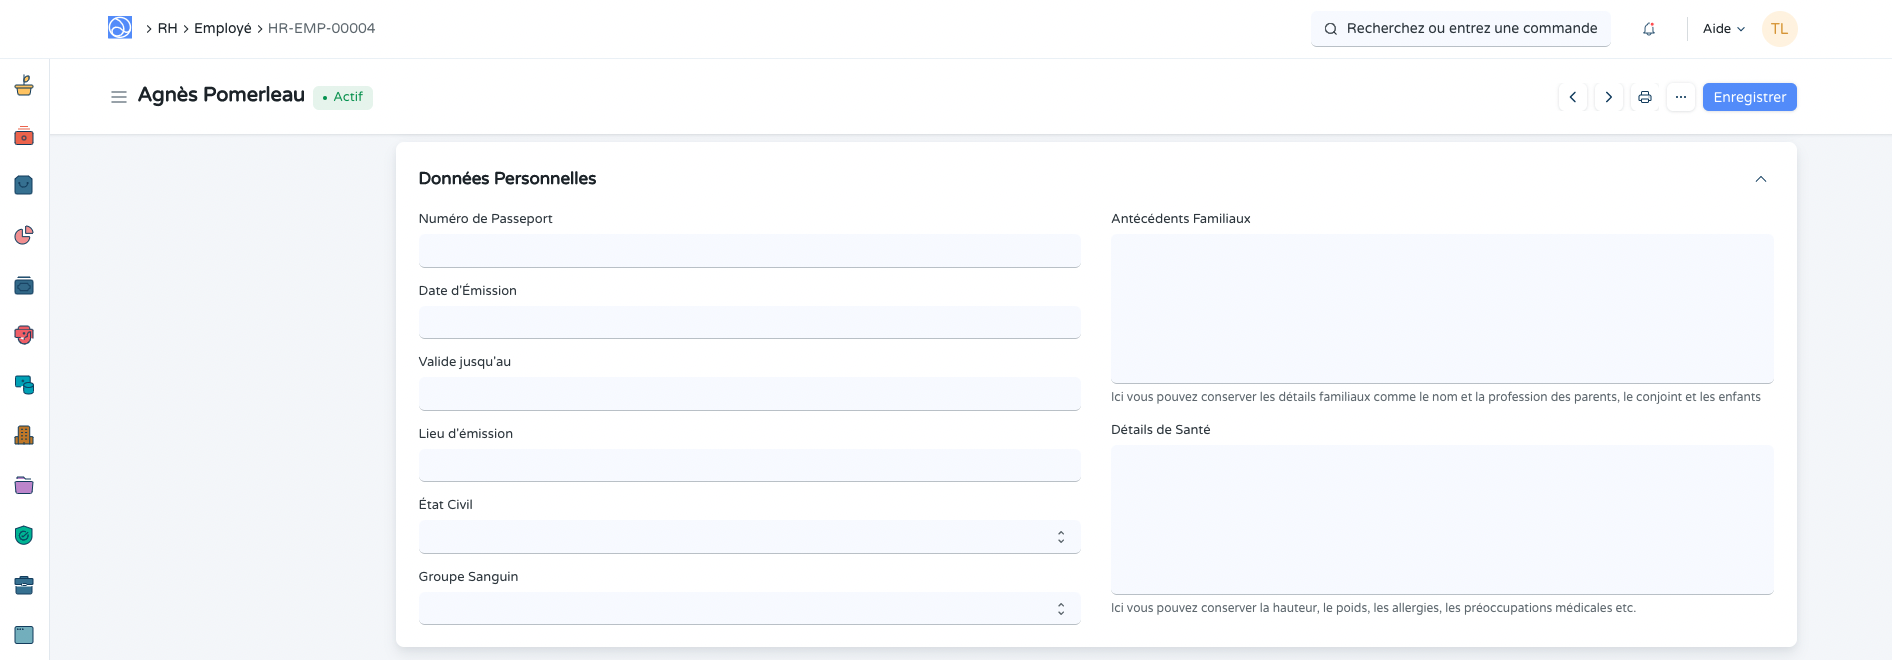 RH Employé HR-EMP-00004
Recherchez ou entrez une commande
Aide
TL
Agnès Pomerleau
Actif
Enregistrer
Données Personnelles
Numéro de Passeport
Date d'Émission
Valide jusqu'au
Lieu d'émission
État Civil
Groupe Sanguin
Antécédents Familiaux
Ici vous pouvez conserver les détails familiaux comme le nom et la profession des parents, le conjoint et les enfants
Détails de Santé
Ici vous pouvez conserver la hauteur, le poids, les allergies, les préoccupations médicales etc.